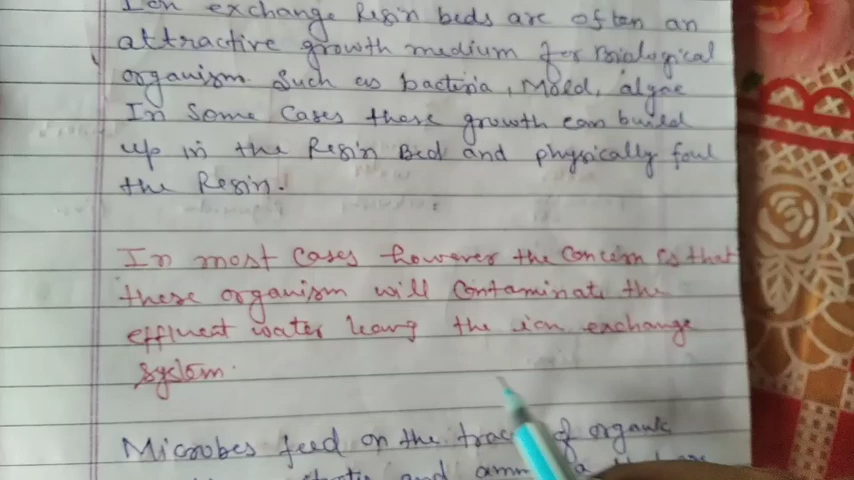 Ion exchange Resin beds are often an
attractive growth medium for Biological
organism such as bacteria, Mold, algae
In some cases these growth can build
up in the Resin Bed and physically foul
the Resin.
In most cases however the concern is that
these organism will contaminate the
effluent water leaving the ion exchange
system.
Microbes feed on the trace of organic
and